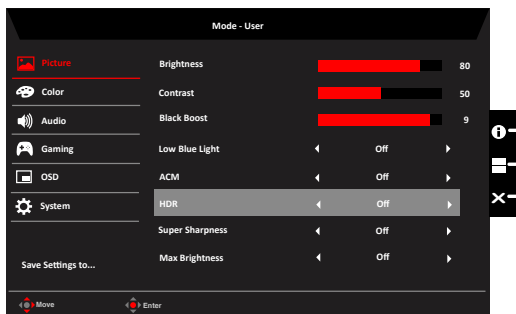 Mode - User
Picture
Color
Audio
Gaming
OSD
System
Save Settings to...
Brightness 80
Contrast 50
Black Boost 9
Low Blue Light Off
ACM Off
HDR Off
Super Sharpness Off
Max Brightness Off
Move Enter